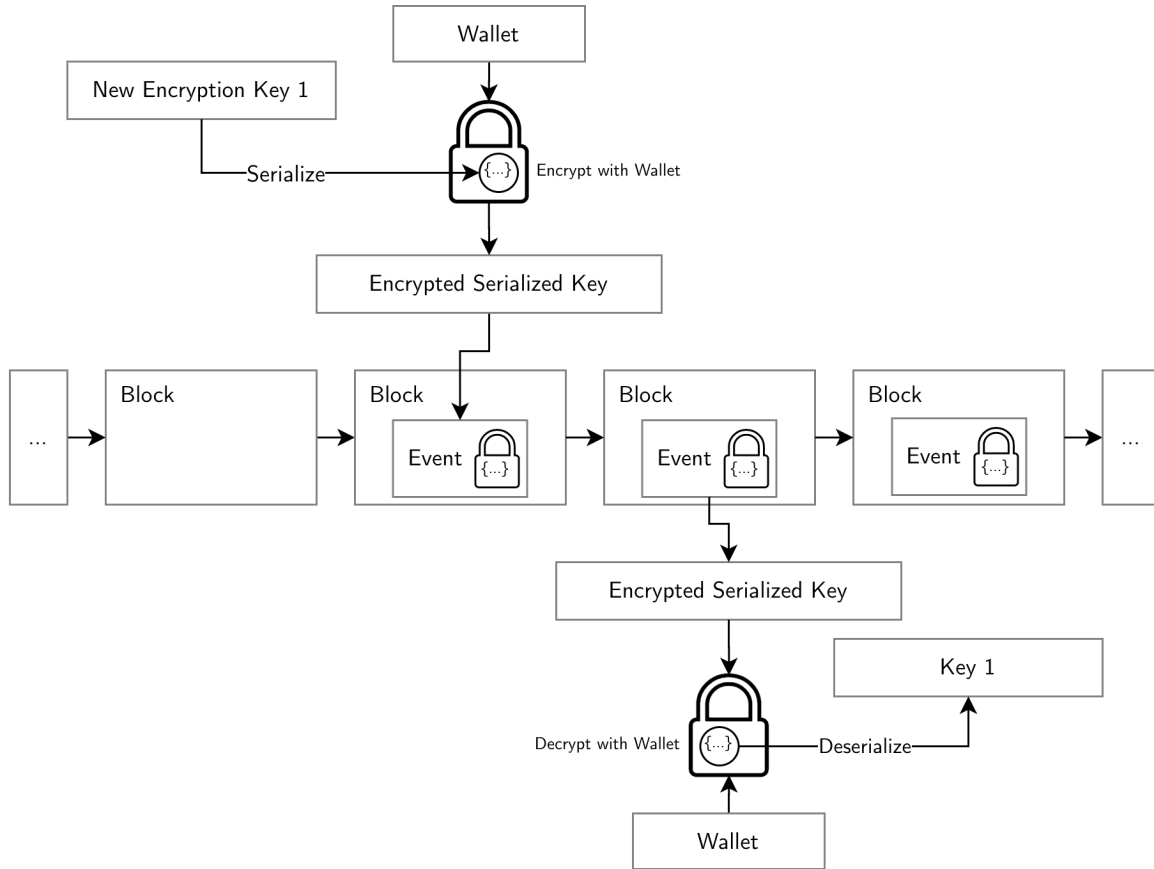 Wallet
New Encryption Key 1
Serialize
{...}
Encrypt with Wallet
Encrypted Serialized Key
...
Block
Block
Event
{...}
Block
Event
{...}
Block
Event
{...}
...
Encrypted Serialized Key
Key 1
Decrypt with Wallet
{...}
Deserialize
Wallet